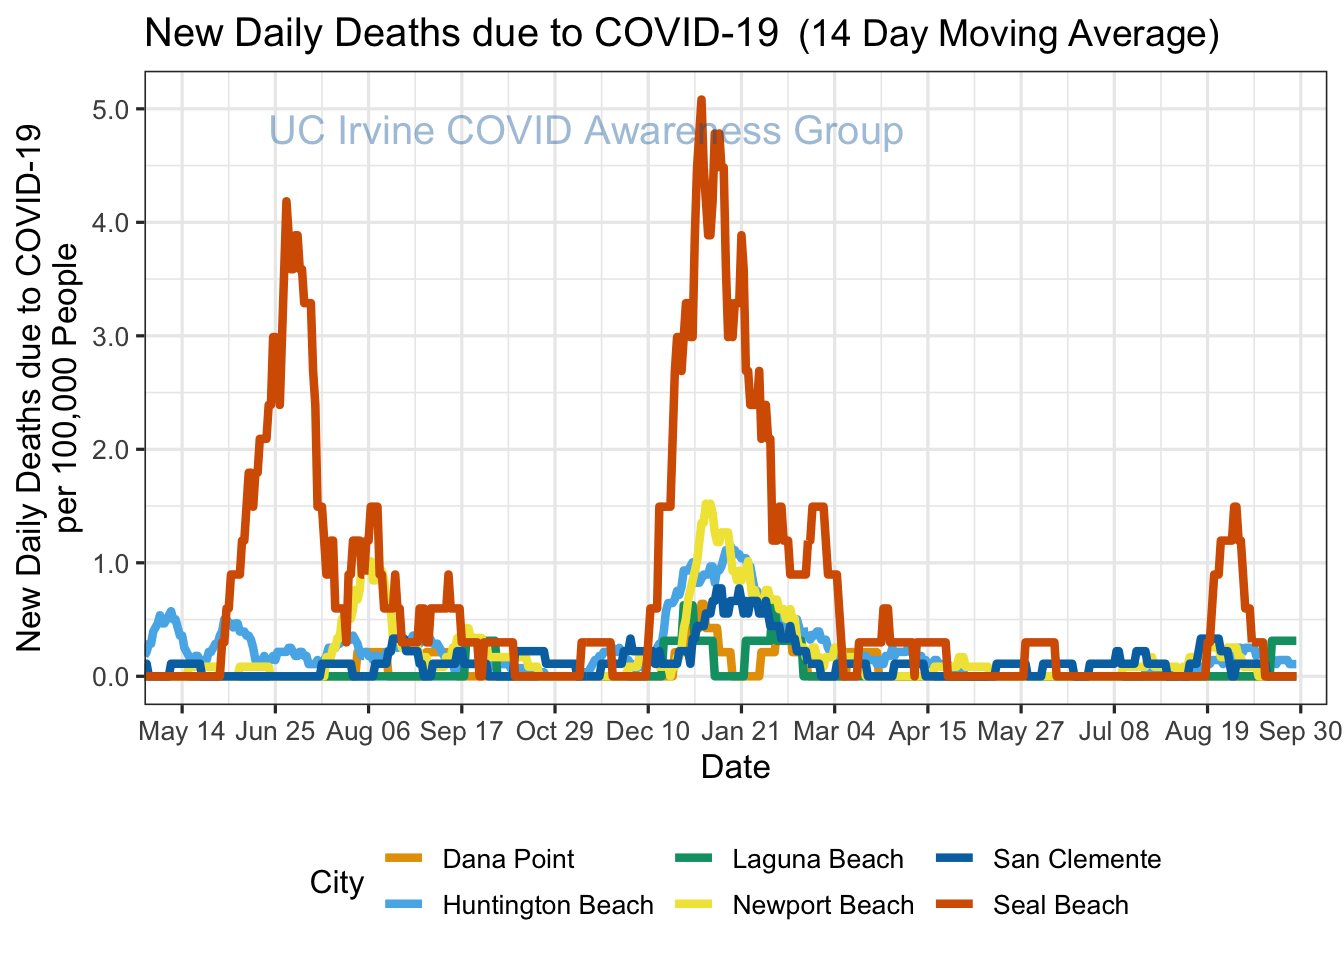 New Daily Deaths due to COVID-19 (14 Day Moving Average)
UC Irvine COVID Awareness Group
New Daily Deaths due to COVID-19
per 100,000 People
5.0
4.0
3.0
2.0
1.0
0.0
May 14 Jun 25 Aug 06 Sep 17 Oct 29 Dec 10 Jan 21 Mar 04 Apr 15 May 27 Jul 08 Aug 19 Sep 30
Date
City
Dana Point Laguna Beach San Clemente
Huntington Beach Newport Beach Seal Beach